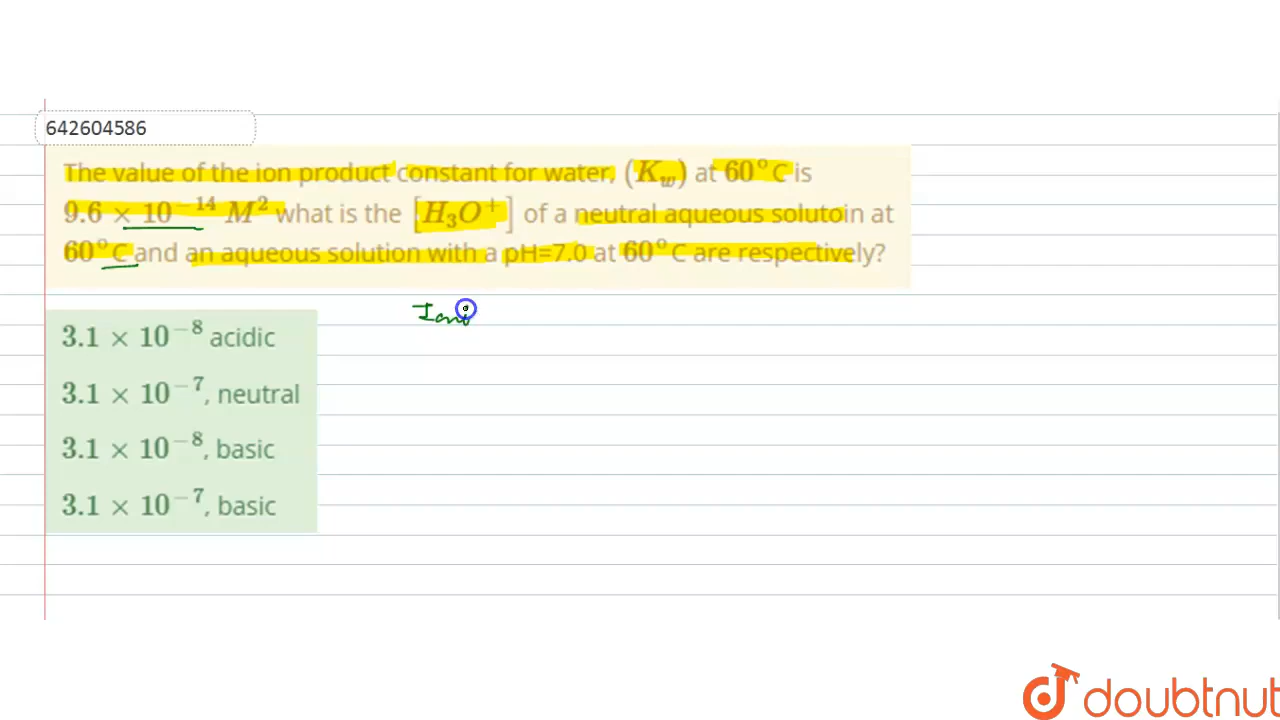 642604586
The value of the ion product constant for water, (K_w) at 60° C is
9.6 × 10⁻¹⁴ M² what is the [H₃O⁺] of a neutral aqueous solutoin at
60° C and an aqueous solution with a pH=7.0 at 60° C are respectively?
3.1 × 10⁻⁸ acidic
3.1 × 10⁻⁷, neutral
3.1 × 10⁻⁸, basic
3.1 × 10⁻⁷, basic
doubtnut